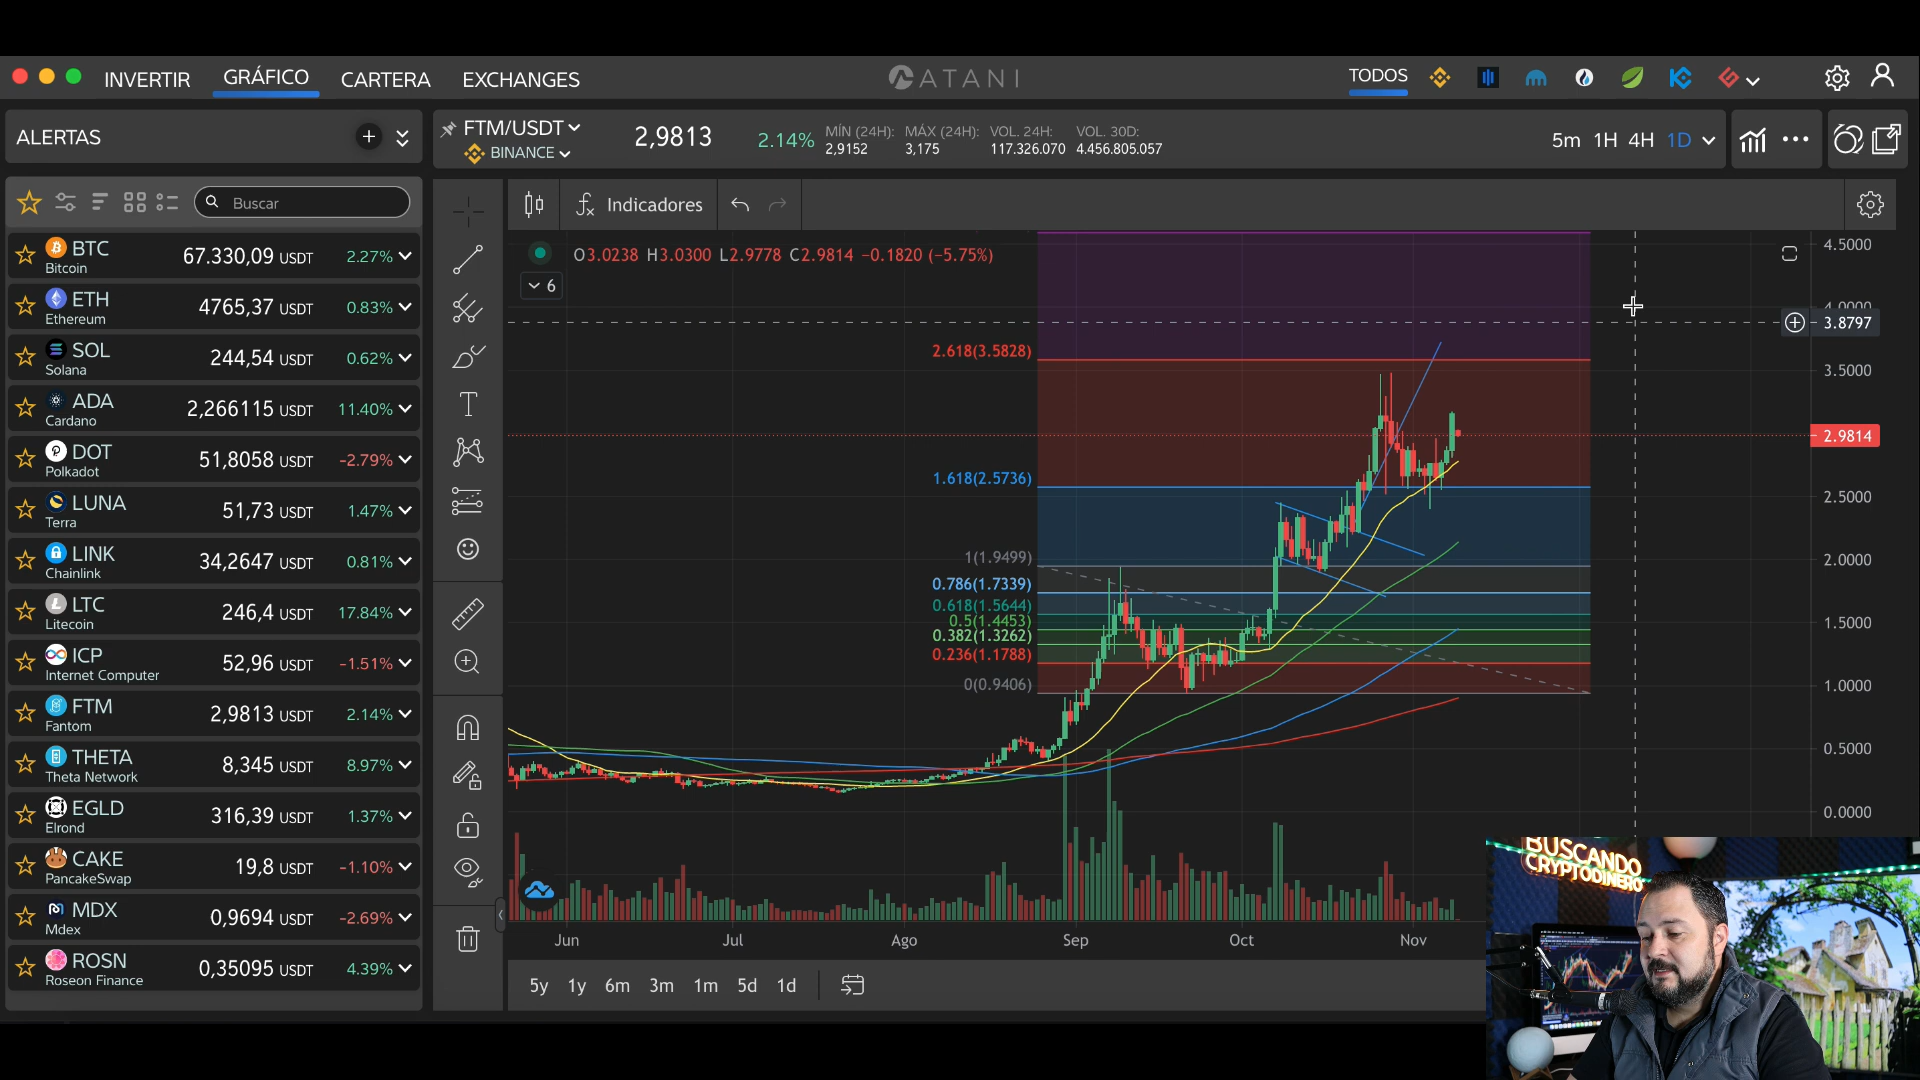 INVERTIR GRÁFICO CARTERA EXCHANGES
ATANI
TODOS
ALERTAS
FTM/USDT
BINANCE
2,9813
2.14%
MÍN (24H): MÁX (24H): VOL. 24H: VOL. 30D:
2,9152 3,175 117.326.070 4.456.805.057
5m 1H 4H 1D
Buscar
Indicadores
BTC 67.330,09 USDT 2.27%
Bitcoin
ETH 4765,37 USDT 0.83%
Ethereum
SOL 244,54 USDT 0.62%
Solana
ADA 2,266115 USDT 11.40%
Cardano
DOT 51,8058 USDT -2.79%
Polkadot
LUNA 51,73 USDT 1.47%
Terra
LINK 34,2647 USDT 0.81%
Chainlink
LTC 246,4 USDT 17.84%
Litecoin
ICP 52,96 USDT -1.51%
Internet Computer
FTM 2,9813 USDT 2.14%
Fantom
THETA 8,345 USDT 8.97%
Theta Network
EGLD 316,39 USDT 1.37%
Elrond
CAKE 19,8 USDT -1.10%
PancakeSwap
MDX 0,9694 USDT -2.69%
Mdex
ROSN 0,35095 USDT 4.39%
Roseon Finance
O3.0238 H3.0300 L2.9778 C2.9814 −0.1820 (−5.75%)
6
2.618(3.5828)
1.618(2.5736)
1(1.9499)
0.786(1.7339)
0.618(1.5644)
0.5(1.4453)
0.382(1.3262)
0.236(1.1788)
0(0.9406)
4.5000
4.0000
3.8797
3.5000
2.9814
2.5000
2.0000
1.5000
1.0000
0.5000
0.0000
Jun Jul Ago Sep Oct Nov
5y 1y 6m 3m 1m 5d 1d
BUSCANDO
CRYPTODINERO